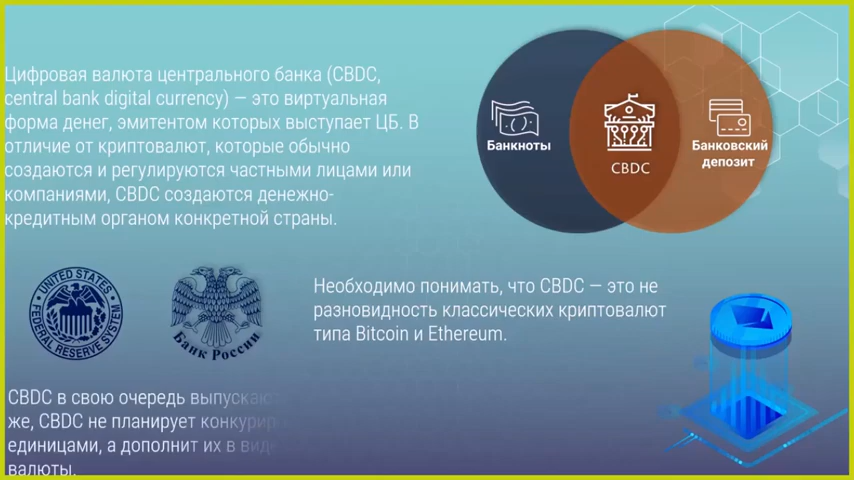 Цифровая валюта центрального банка (CBDC,
central bank digital currency) — это виртуальная
форма денег, эмитентом которых выступает ЦБ. В
отличие от криптовалют, которые обычно
создаются и регулируются частными лицами или
компаниями, CBDC создаются денежно-
кредитным органом конкретной страны.
Банкноты
CBDC
Банковский
депозит
UNITED STATES
FEDERAL RESERVE SYSTEM
Банк России
Необходимо понимать, что CBDC — это не
разновидность классических криптовалют
типа Bitcoin и Ethereum.
CBDC в свою очередь
же, CBDC не планирует
единицами, а дополнит их в
валюты.